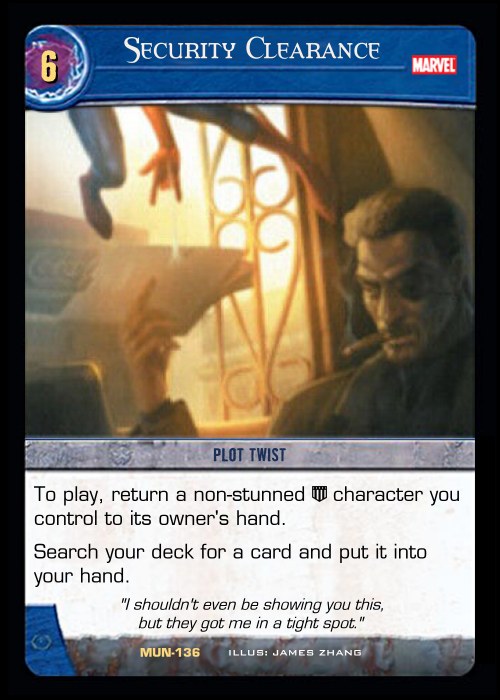 6
SECURITY CLEARANCE
MARVEL
PLOT TWIST
To play, return a non-stunned character you
control to its owner's hand.
Search your deck for a card and put it into
your hand.
"I shouldn't even be showing you this,
but they got me in a tight spot."
MUN-136 ILLUS: JAMES ZHANG